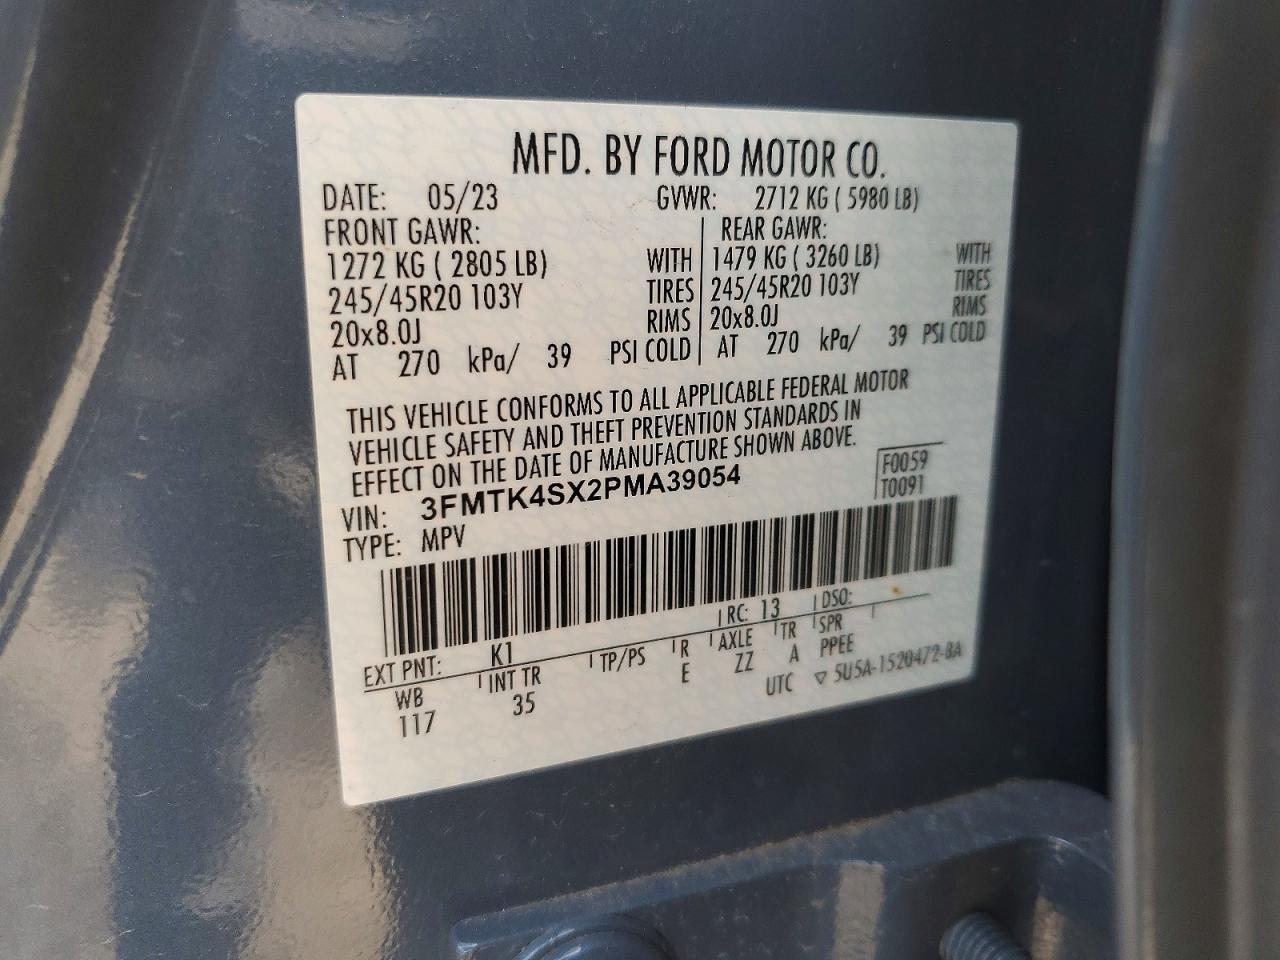 MFD. BY FORD MOTOR CO.
DATE: 05/23 GVWR: 2712 KG ( 5980 LB)
FRONT GAWR: REAR GAWR:
1272 KG ( 2805 LB) WITH 1479 KG ( 3260 LB) WITH
245/45R20 103Y TIRES 245/45R20 103Y TIRES
20x8.0J RIMS 20x8.0J RIMS
AT 270 kPa/ 39 PSI COLD AT 270 kPa/ 39 PSI COLD
THIS VEHICLE CONFORMS TO ALL APPLICABLE FEDERAL MOTOR
VEHICLE SAFETY AND THEFT PREVENTION STANDARDS IN
EFFECT ON THE DATE OF MANUFACTURE SHOWN ABOVE.
F0059
VIN: 3FMTK4SX2PMA39054 T0091
TYPE: MPV
EXT PNT: K1 RC: 13 DSO:
WB INT TR TP/PS R AXLE TR SPR
117 35 E ZZ A PPEE
UTC ▽ 5U5A-1520472-BA